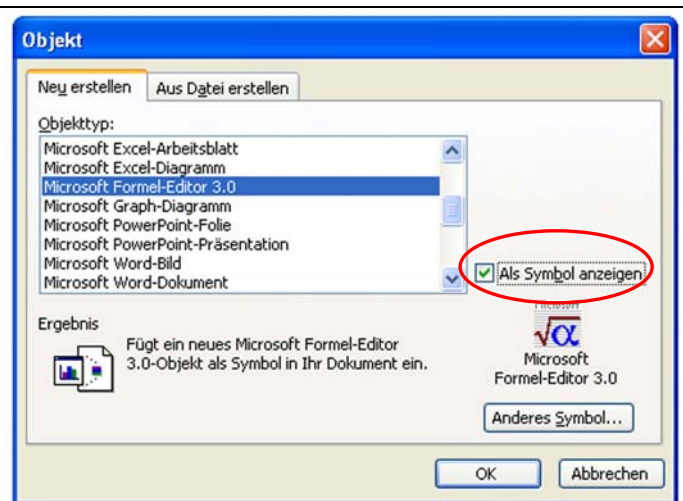 Objekt
Neu erstellen
Aus Datei erstellen
Objekttyp:
Microsoft Excel-Arbeitsblatt
Microsoft Excel-Diagramm
Microsoft Formel-Editor 3.0
Microsoft Graph-Diagramm
Microsoft PowerPoint-Folie
Microsoft PowerPoint-Präsentation
Microsoft Word-Bild
Microsoft Word-Dokument
Als Symbol anzeigen
Ergebnis
Fügt ein neues Microsoft Formel-Editor
3.0-Objekt als Symbol in Ihr Dokument ein.
Microsoft
√α
Microsoft
Formel-Editor 3.0
Anderes Symbol...
OK
Abbrechen